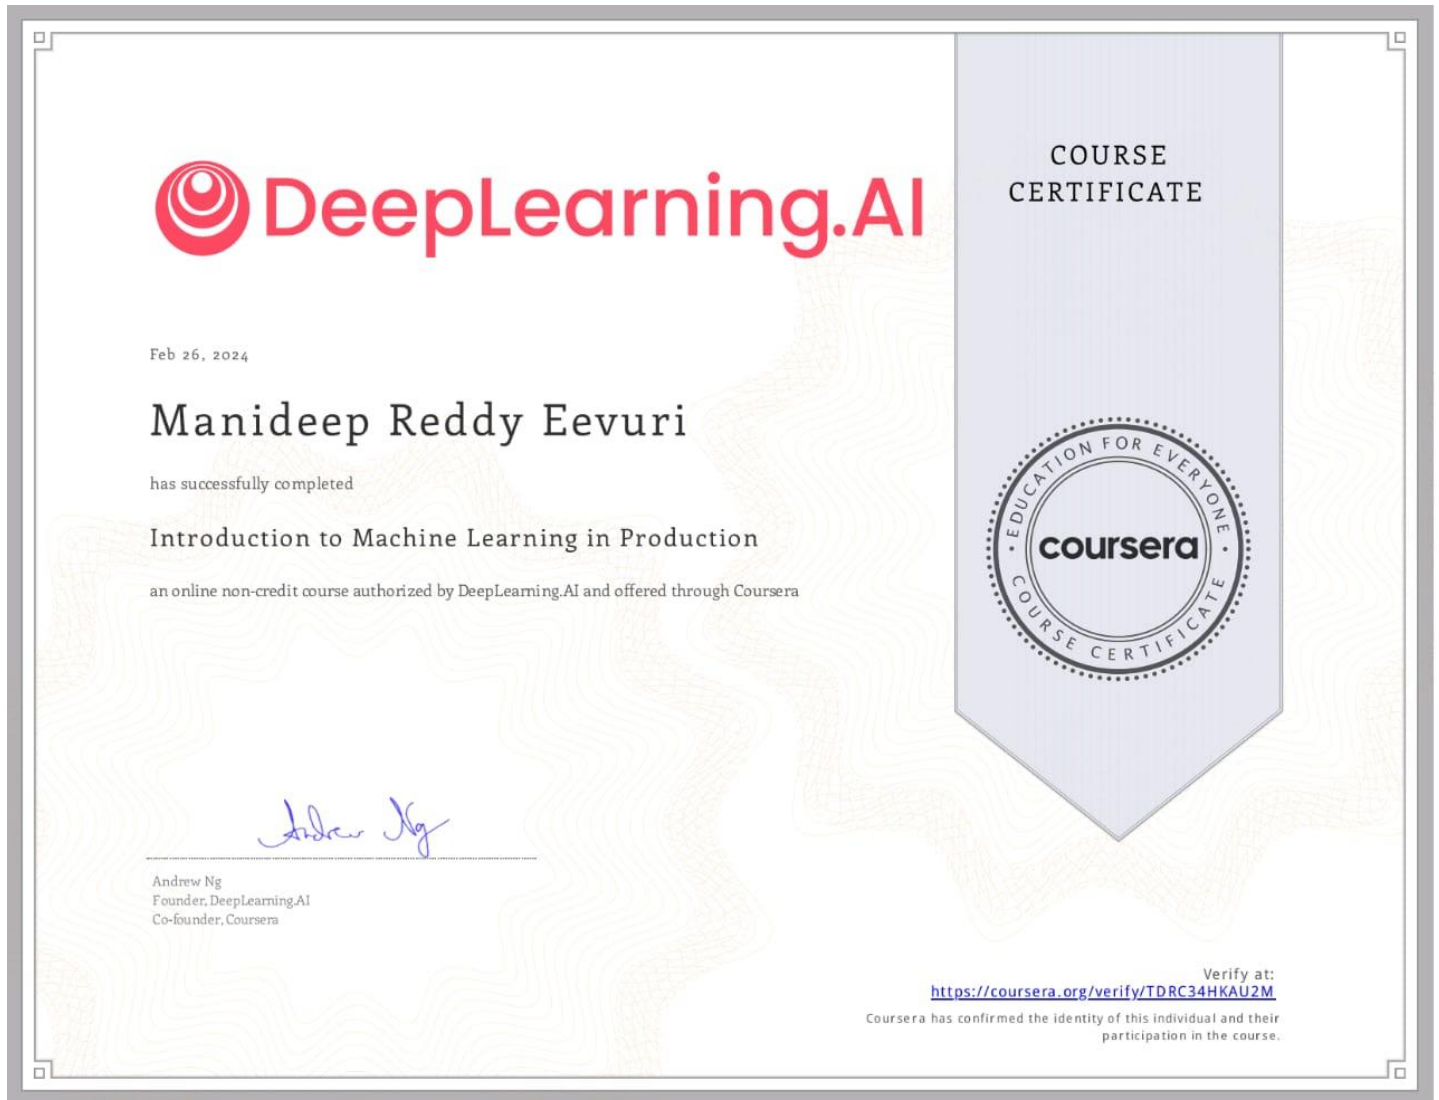 DeepLearning.AI
COURSE
CERTIFICATE
Feb 26, 2024
Manideep Reddy Eevuri
has successfully completed
Introduction to Machine Learning in Production
an online non-credit course authorized by DeepLearning.AI and offered through Coursera
EDUCATION FOR EVERYONE
coursera
COURSE CERTIFICATE
Andrew Ng
Andrew Ng
Founder, DeepLearning.AI
Co-founder, Coursera
Verify at:
https://coursera.org/verify/TDRC34HKAU2M
Coursera has confirmed the identity of this individual and their
participation in the course.